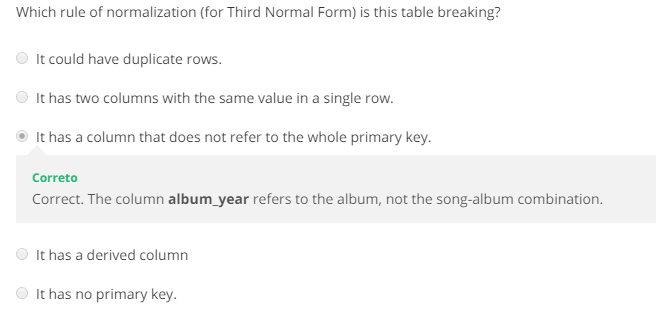 Which rule of normalization (for Third Normal Form) is this table breaking?
It could have duplicate rows.
It has two columns with the same value in a single row.
It has a column that does not refer to the whole primary key.
Correto
Correct. The column album_year refers to the album, not the song-album combination.
It has a derived column
It has no primary key.